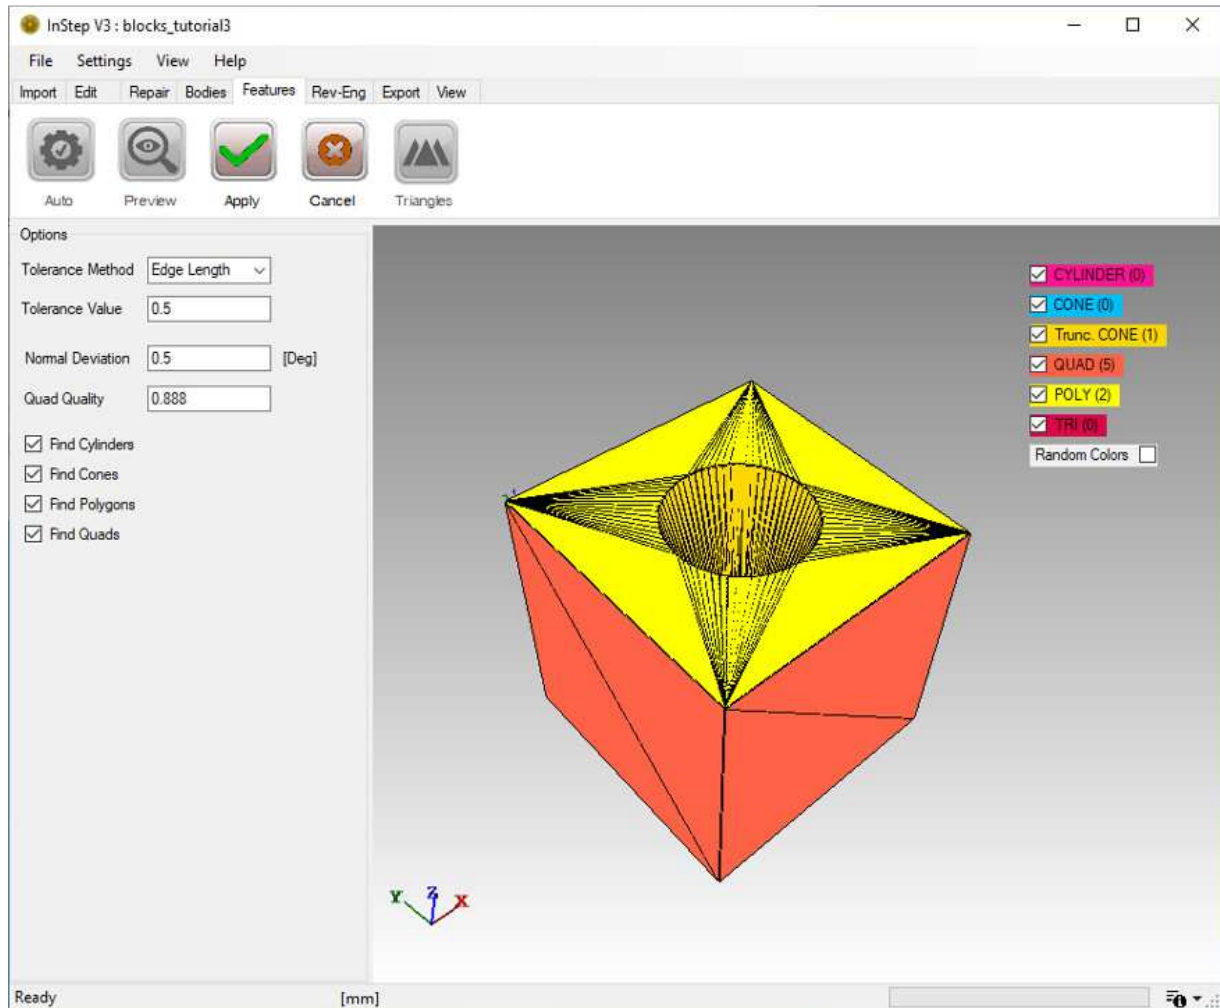 InStep V3 : blocks_tutorial3
File Settings View Help
Import Edit Repair Bodies Features Rev-Eng Export View
Auto Preview Apply Cancel Triangles
Options
Tolerance Method Edge Length
Tolerance Value 0.5
Normal Deviation 0.5 [Deg]
Quad Quality 0.888
Find Cylinders
Find Cones
Find Polygons
Find Quads
CYLINDER (0)
CONE (0)
Trunc. CONE (1)
QUAD (5)
POLY (2)
TRI (0)
Random Colors
Y Z X
Ready [mm]